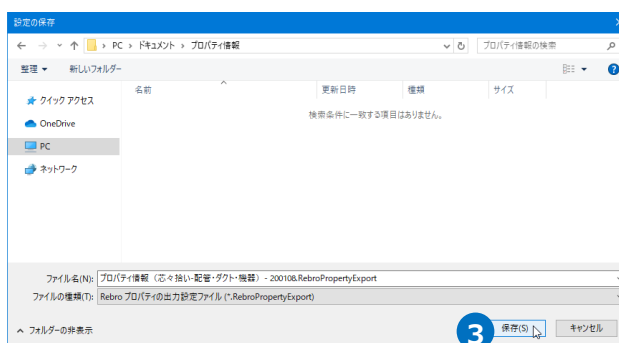 設定の保存
PC › ドキュメント › プロパティ情報
プロパティ情報の検索
整理 新しいフォルダー
名前 更新日時 種類 サイズ
クイック アクセス
検索条件に一致する項目はありません。
OneDrive
PC
ネットワーク
ファイル名(N): プロパティ情報（芯々拾い-配管・ダクト・機器）- 200108.RebroPropertyExport
ファイルの種類(T): Rebro プロパティの出力設定ファイル (*.RebroPropertyExport)
フォルダーの非表示 3 保存(S) キャンセル